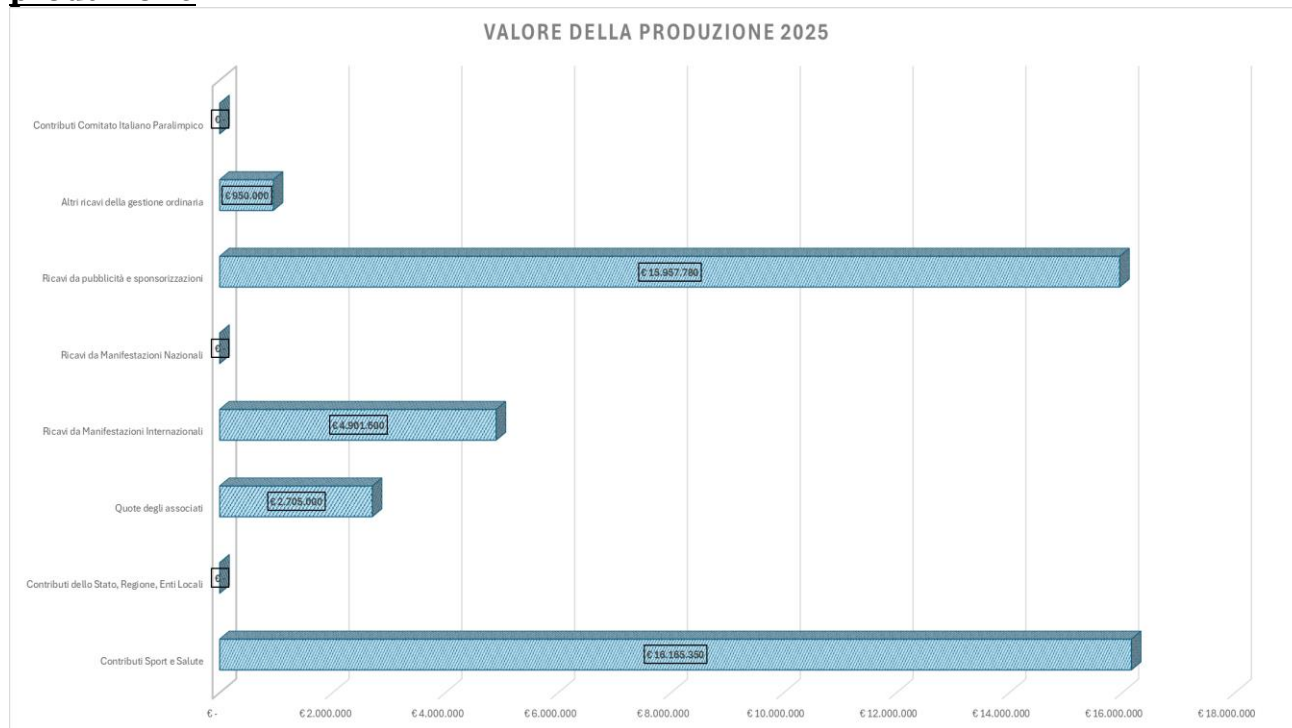 VALORE DELLA PRODUZIONE 2025
Contributi Comitato Italiano Paralimpico
€ -
Altri ricavi della gestione ordinaria
€ 950.000
Ricavi da pubblicità e sponsorizzazioni
€ 15.957.780
Ricavi da Manifestazioni Nazionali
€ -
Ricavi da Manifestazioni Internazionali
€ 4.901.500
Quote degli associati
€ 2.705.000
Contributi dello Stato, Regione, Enti Locali
€ -
Contributi Sport e Salute
€ 16.165.350
€ - € 2.000.000 € 4.000.000 € 6.000.000 € 8.000.000 € 10.000.000 € 12.000.000 € 14.000.000 € 16.000.000 € 18.000.000